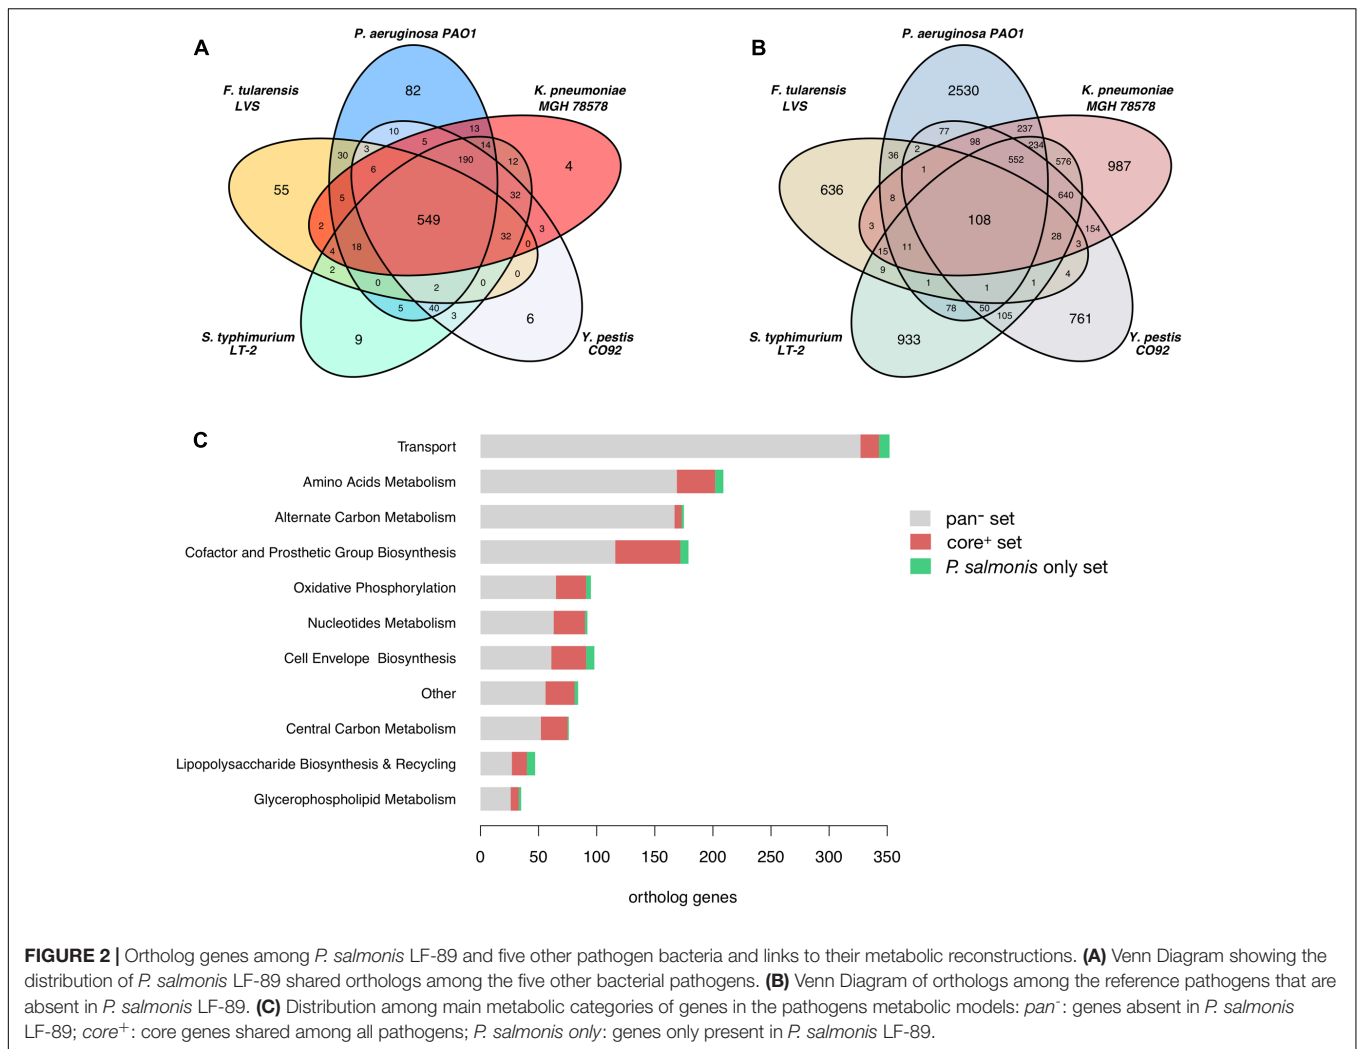 A
P. aeruginosa PAO1
F. tularensis
LVS
K. pneumoniae
MGH 78578
82
13
10
5
14
30
3
190
12
4
6
55
5
32
549
2
3
32
0
18
4
2
0
0
0
2
5
40
3
6
9
S. typhimurium
LT-2
Y. pestis
CO92
B
P. aeruginosa PAO1
F. tularensis
LVS
K. pneumoniae
MGH 78578
2530
237
77
98
234
36
2
552
576
987
1
636
8
640
108
3
154
28
3
11
15
9
4
1
1
1
78
50
105
761
933
S. typhimurium
LT-2
Y. pestis
CO92
C
Transport
Amino Acids Metabolism
Alternate Carbon Metabolism
Cofactor and Prosthetic Group Biosynthesis
Oxidative Phosphorylation
Nucleotides Metabolism
Cell Envelope Biosynthesis
Other
Central Carbon Metabolism
Lipopolysaccharide Biosynthesis & Recycling
Glycerophospholipid Metabolism
pan⁻ set
core⁺ set
P. salmonis only set
0 50 100 150 200 250 300 350
ortholog genes
FIGURE 2 | Ortholog genes among P. salmonis LF-89 and five other pathogen bacteria and links to their metabolic reconstructions. (A) Venn Diagram showing the
distribution of P. salmonis LF-89 shared orthologs among the five other bacterial pathogens. (B) Venn Diagram of orthologs among the reference pathogens that are
absent in P. salmonis LF-89. (C) Distribution among main metabolic categories of genes in the pathogens metabolic models: pan⁻: genes absent in P. salmonis
LF-89; core⁺: core genes shared among all pathogens; P. salmonis only: genes only present in P. salmonis LF-89.